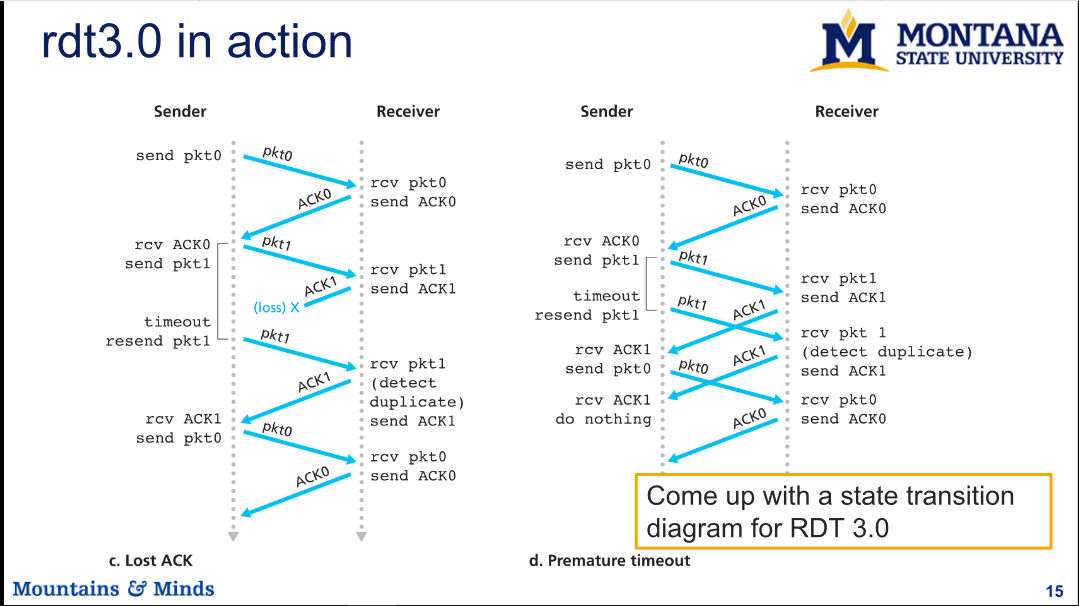 rdt3.0 in action
MONTANA
STATE UNIVERSITY
Sender
Receiver
send pkt0
pkt0
rcv pkt0
send ACK0
ACK0
rcv ACK0
send pkt1
pkt1
rcv pkt1
send ACK1
ACK1
(loss) X
timeout
resend pkt1
pkt1
rcv pkt1
(detect
duplicate)
send ACK1
ACK1
rcv ACK1
send pkt0
pkt0
rcv pkt0
send ACK0
ACK0
c. Lost ACK
Sender
Receiver
send pkt0
pkt0
rcv pkt0
send ACK0
ACK0
rcv ACK0
send pkt1
pkt1
rcv pkt1
send ACK1
timeout
resend pkt1
pkt1
ACK1
rcv pkt 1
(detect duplicate)
send ACK1
rcv ACK1
send pkt0
pkt0
ACK1
rcv ACK1
do nothing
rcv pkt0
send ACK0
ACK0
d. Premature timeout
Come up with a state transition
diagram for RDT 3.0
Mountains & Minds
15